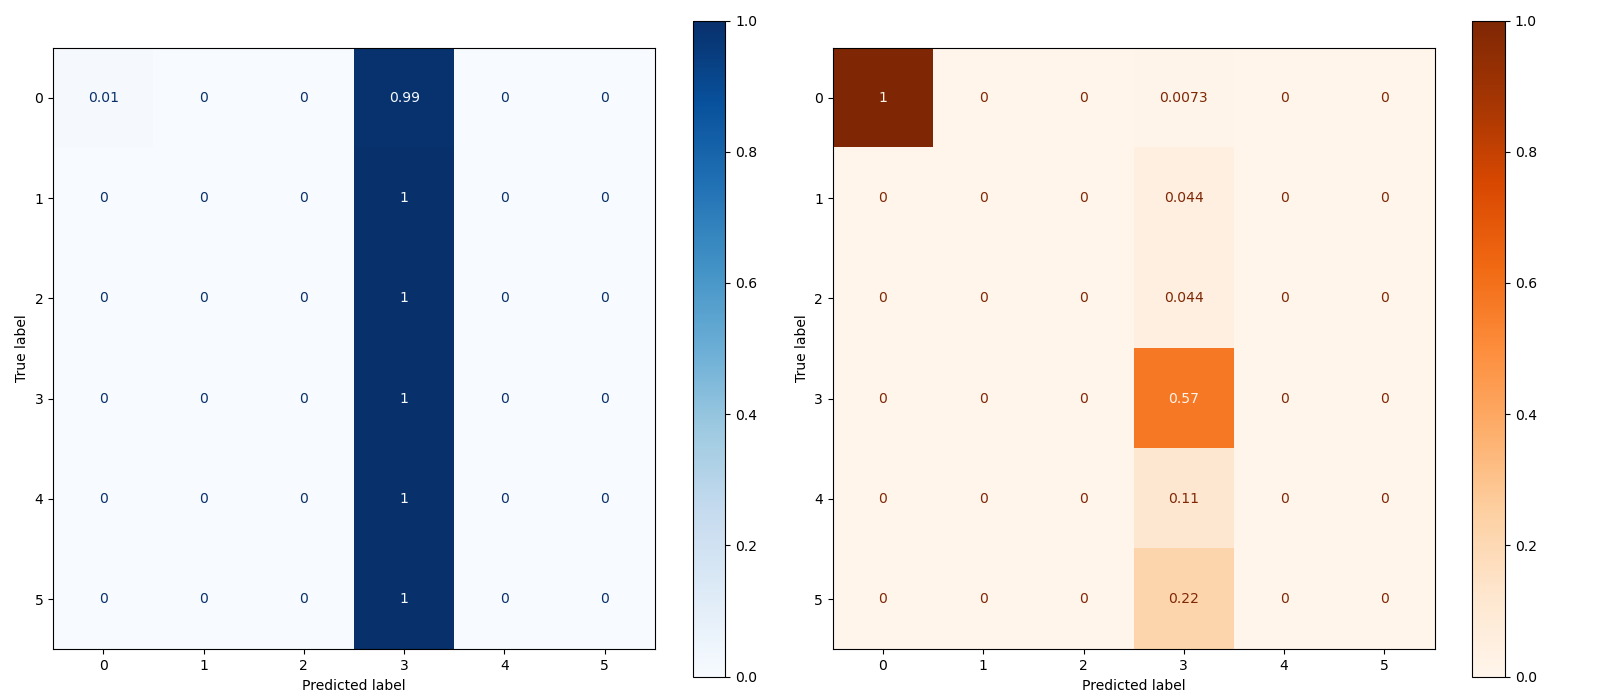 0 0.01 0 0 0.99 0 0
1 0 0 0 1 0 0
2 0 0 0 1 0 0
3 0 0 0 1 0 0
4 0 0 0 1 0 0
5 0 0 0 1 0 0
0 1 2 3 4 5
True label
Predicted label
1.0
0.8
0.6
0.4
0.2
0.0
0 1 0 0 0.0073 0 0
1 0 0 0 0.044 0 0
2 0 0 0 0.044 0 0
3 0 0 0 0.57 0 0
4 0 0 0 0.11 0 0
5 0 0 0 0.22 0 0
0 1 2 3 4 5
True label
Predicted label
1.0
0.8
0.6
0.4
0.2
0.0